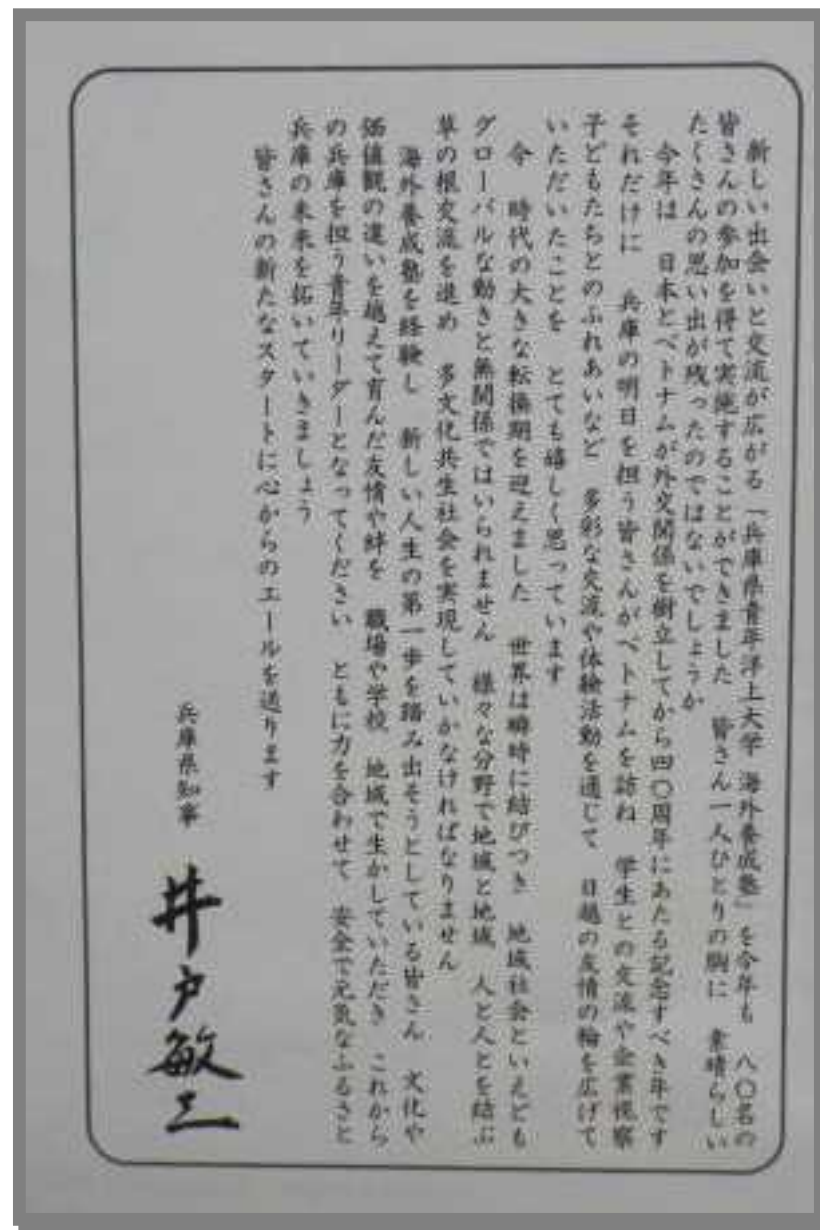 新しい出会いと交流が広がる「兵庫県青年洋上大学 海外養成塾」を今年も 八〇名の
皆さんの参加を得て実施することができました 皆さん一人ひとりの胸に 素晴らしい
たくさんの思い出が残ったのではないでしょうか
今年は 日本とベトナムが外交関係を樹立してから四〇周年にあたる記念すべき年です
それだけに 兵庫の明日を担う皆さんがベトナムを訪ね 学生との交流や企業視察
子どもたちとのふれあいなど 多彩な交流や体験活動を通じて 日越の友情の輪を広げて
いただいたことを とても嬉しく思っています
今 時代の大きな転換期を迎えました 世界は瞬時に結びつき 地域社会といえども
グローバルな動きと無関係ではいられません 様々な分野で地域と地域 人と人とを結ぶ
草の根交流を進め 多文化共生社会を実現していかなければなりません
海外養成塾を経験し 新しい人生の第一歩を踏み出そうとしている皆さん 文化や
価値観の違いを越えて育んだ友情や絆を 職場や学校 地域で生かしていただき これから
の兵庫を担う青年リーダーとなってください ともに力を合わせて 安全で元気なふるさと
兵庫の未来を拓いていきましょう
皆さんの新たなスタートに心からのエールを送ります
兵庫県知事 井戸敏三